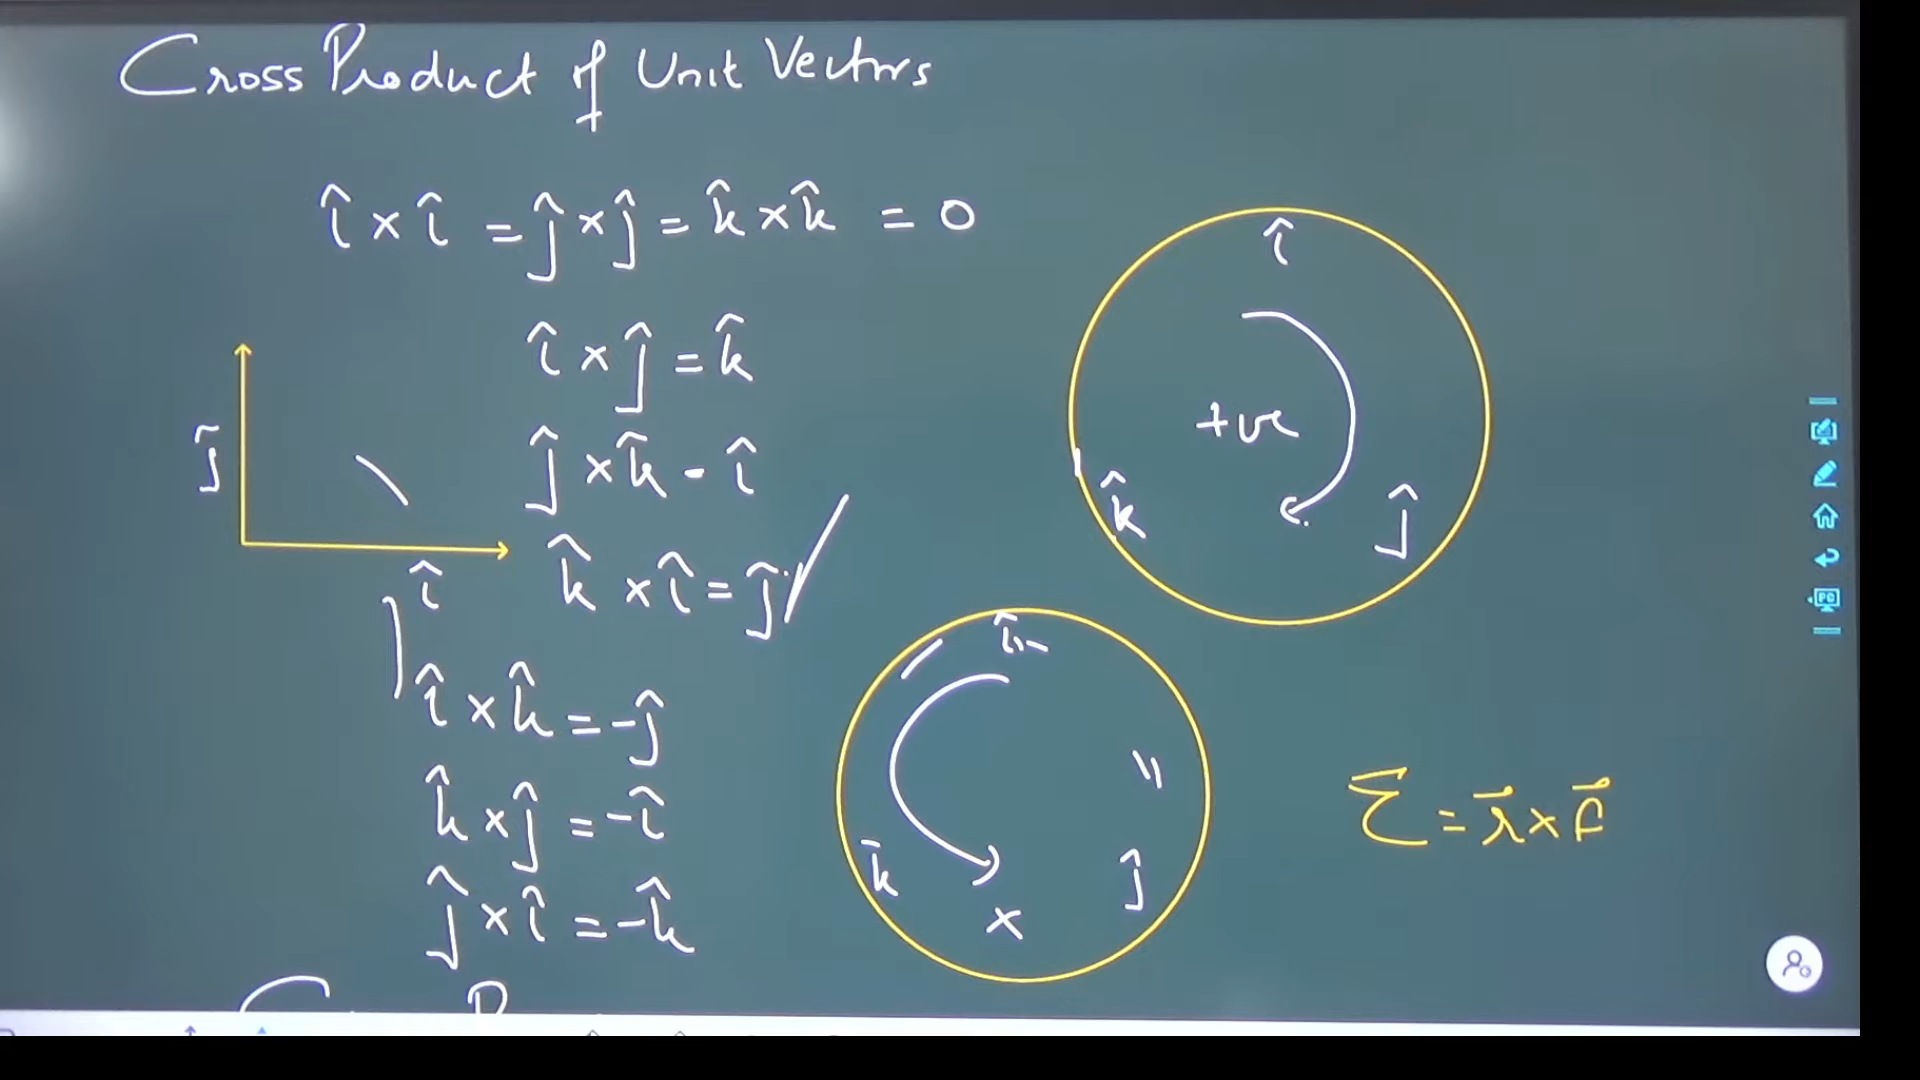 Cross Product of Unit Vectors
î × î = ĵ × ĵ = k̂ × k̂ = 0
î × ĵ = k̂
ĵ × k̂ - î
k̂ × î = ĵ
î × k̂ = -ĵ
k̂ × ĵ = -î
ĵ × î = -k̂
ĵ
î
î
+ve
k̂
ĵ
î
k̂
ĵ
×
τ⃗ = r⃗ × F⃗